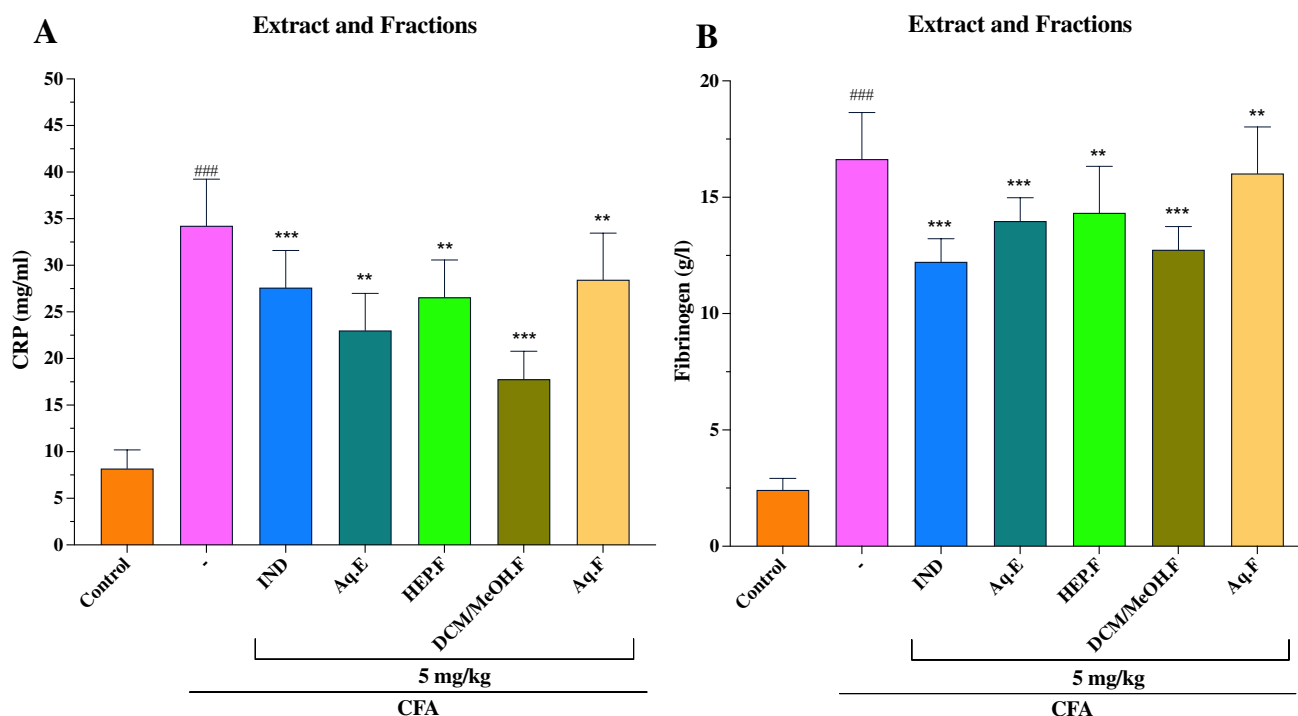 A
Extract and Fractions
CRP (mg/ml)
50
45
40
35
30
25
20
15
10
5
0
###
***
**
**
***
**
Control
-
IND
Aq.E
HEP.F
DCM/MeOH.F
Aq.F
5 mg/kg
CFA
B
Extract and Fractions
Fibrinogen (g/l)
20
15
10
5
0
###
***
***
**
***
**
Control
-
IND
Aq.E
HEP.F
DCM/MeOH.F
Aq.F
5 mg/kg
CFA